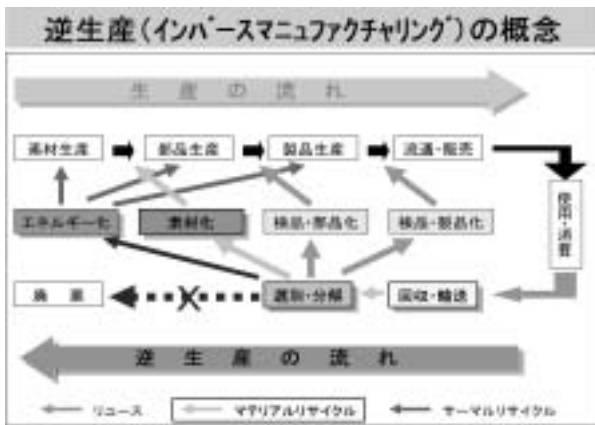 逆生産(インバースマニュファクチャリング)の概念
生産の流れ
素材生産 部品生産 製品生産 流通・販売
使用・消費
エネルギー化 素材化 検品・部品化 検品・製品化
廃棄 選別・分解 回収・輸送
逆生産の流れ
リユース マテリアルリサイクル サーマルリサイクル